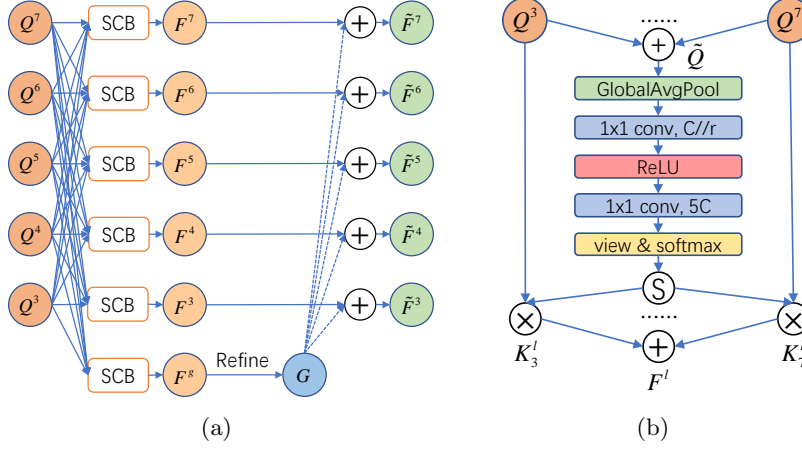 Q⁷ SCB F⁷ + F̃⁷
Q⁶ SCB F⁶ + F̃⁶
Q⁵ SCB F⁵ + F̃⁵
Q⁴ SCB F⁴ + F̃⁴
Q³ SCB F³ + F̃³
SCB Fᵍ Refine G
(a)
Q³ ...... Q⁷
+ Q̃
GlobalAvgPool
1x1 conv, C//r
ReLU
1x1 conv, 5C
view & softmax
S
× ...... ×
K₃ˡ + K₇ˡ
Fˡ
(b)